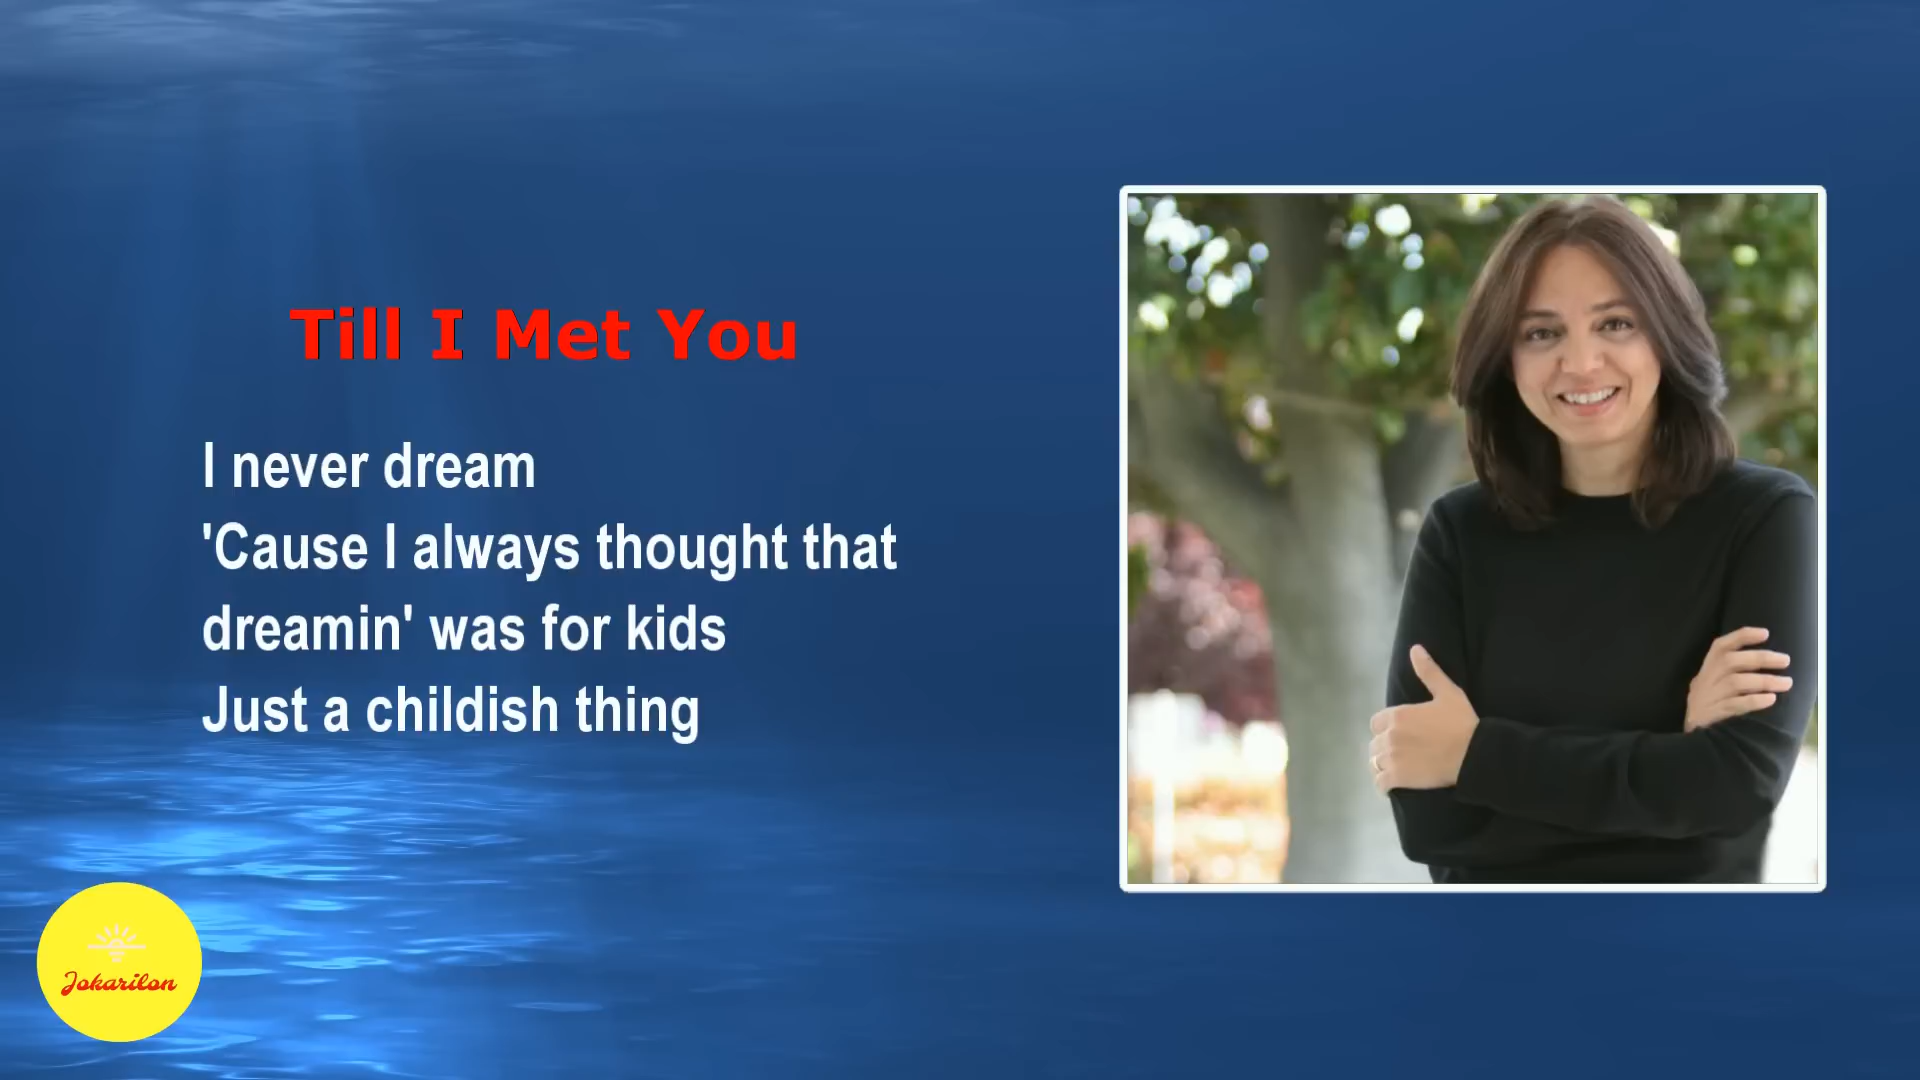 Till I Met You
I never dream
'Cause I always thought that
dreamin' was for kids
Just a childish thing
Jokarilon